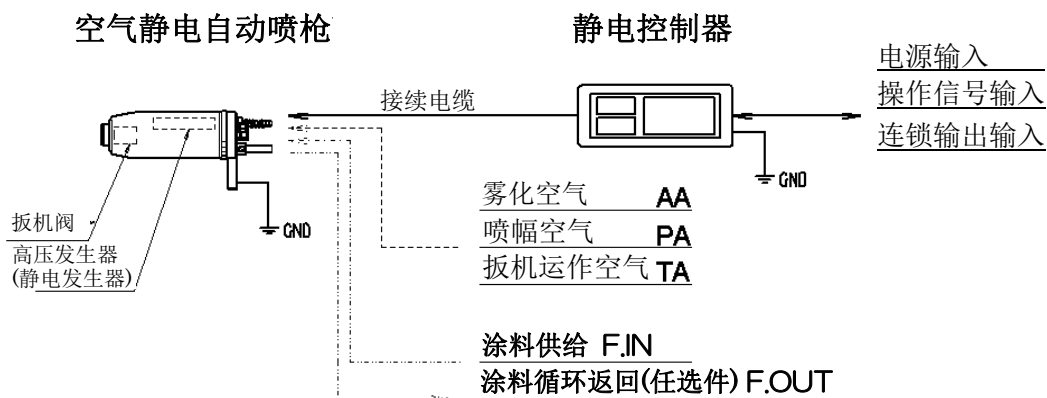 空气静电自动喷枪
静电控制器
电源输入
操作信号输入
连锁输出输入
接续电缆
GND
GND
扳机阀
高压发生器
(静电发生器)
雾化空气 AA
喷幅空气 PA
扳机运作空气 TA
涂料供给 F.IN
涂料循环返回(任选件) F.OUT